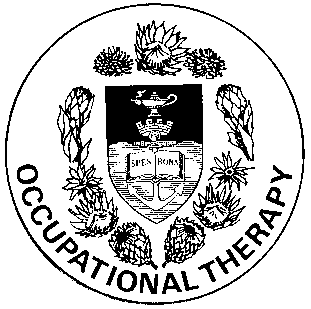 SPES BONA
OCCUPATIONAL THERAPY